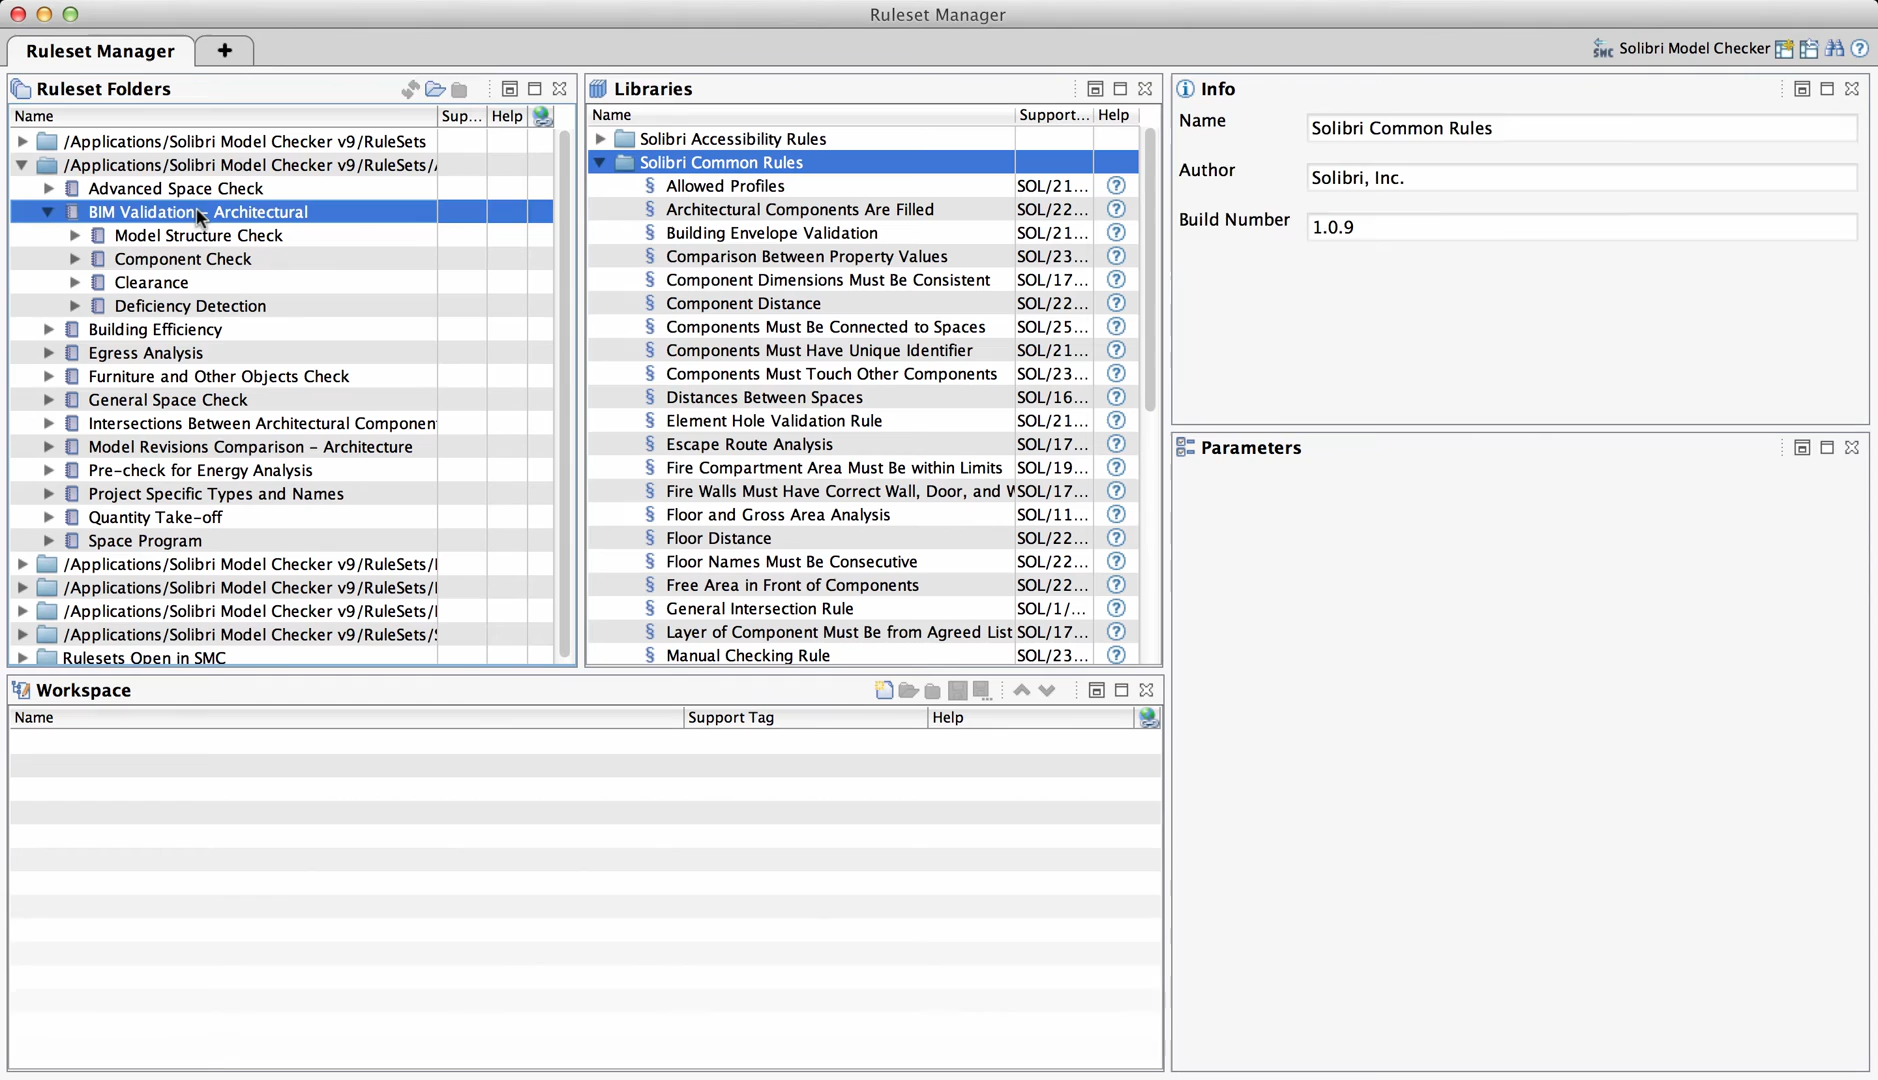 Ruleset Manager
Ruleset Manager
+
Solibri Model Checker
Ruleset Folders
Name Sup... Help
/Applications/Solibri Model Checker v9/RuleSets
/Applications/Solibri Model Checker v9/RuleSets/
Advanced Space Check
BIM Validation - Architectural
Model Structure Check
Component Check
Clearance
Deficiency Detection
Building Efficiency
Egress Analysis
Furniture and Other Objects Check
General Space Check
Intersections Between Architectural Componen
Model Revisions Comparison - Architecture
Pre-check for Energy Analysis
Project Specific Types and Names
Quantity Take-off
Space Program
/Applications/Solibri Model Checker v9/RuleSets/
/Applications/Solibri Model Checker v9/RuleSets/
/Applications/Solibri Model Checker v9/RuleSets/
/Applications/Solibri Model Checker v9/RuleSets/
Rulesets Open in SMC
Libraries
Name Support... Help
Solibri Accessibility Rules
Solibri Common Rules
§ Allowed Profiles SOL/21... ?
§ Architectural Components Are Filled SOL/22... ?
§ Building Envelope Validation SOL/21... ?
§ Comparison Between Property Values SOL/23... ?
§ Component Dimensions Must Be Consistent SOL/17... ?
§ Component Distance SOL/22... ?
§ Components Must Be Connected to Spaces SOL/25... ?
§ Components Must Have Unique Identifier SOL/21... ?
§ Components Must Touch Other Components SOL/23... ?
§ Distances Between Spaces SOL/16... ?
§ Element Hole Validation Rule SOL/21... ?
§ Escape Route Analysis SOL/17... ?
§ Fire Compartment Area Must Be within Limits SOL/19... ?
§ Fire Walls Must Have Correct Wall, Door, and W SOL/17... ?
§ Floor and Gross Area Analysis SOL/11... ?
§ Floor Distance SOL/22... ?
§ Floor Names Must Be Consecutive SOL/22... ?
§ Free Area in Front of Components SOL/22... ?
§ General Intersection Rule SOL/1/... ?
§ Layer of Component Must Be from Agreed List SOL/17... ?
§ Manual Checking Rule SOL/23... ?
Info
Name Solibri Common Rules
Author Solibri, Inc.
Build Number 1.0.9
Parameters
Workspace
Name Support Tag Help